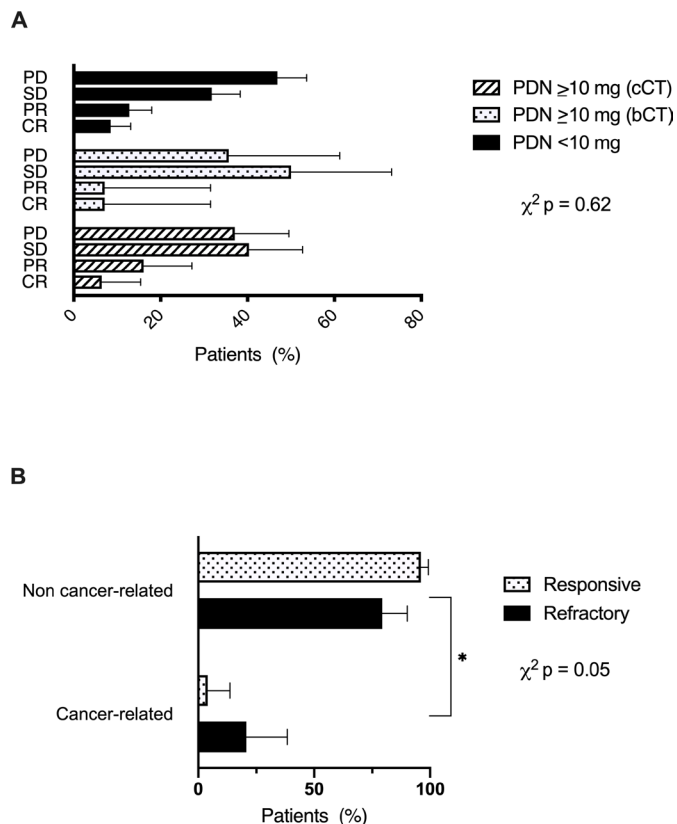 A
PD
SD
PR
CR
PD
SD
PR
CR
PD
SD
PR
CR
0
20
40
60
80
Patients (%)
PDN ≥10 mg (cCT)
PDN ≥10 mg (bCT)
PDN <10 mg
χ² p = 0.62
B
Non cancer-related
Cancer-related
0
50
100
Patients (%)
*
Responsive
Refractory
χ² p = 0.05